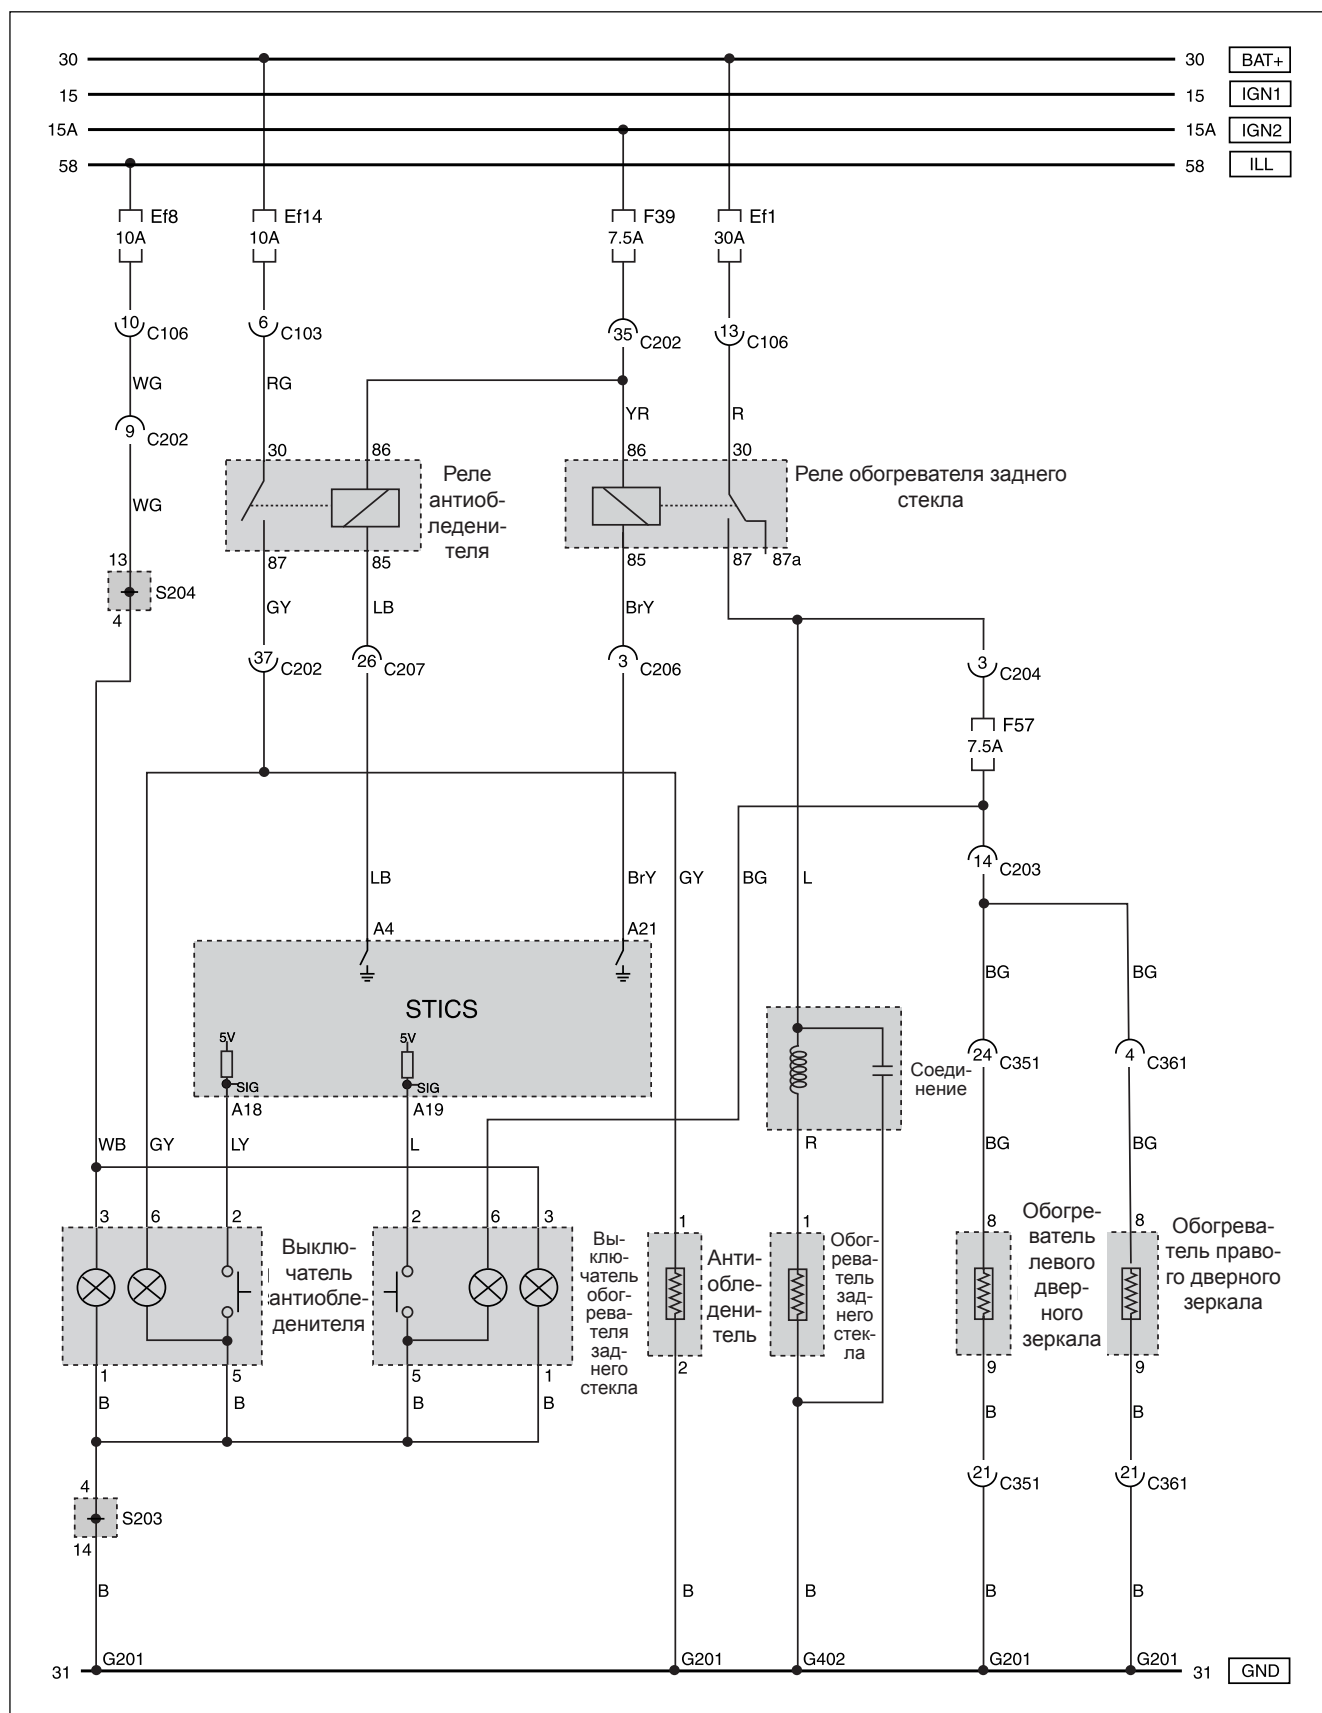 30 30 BAT+
15 15 IGN1
15A 15A IGN2
58 58 ILL
Ef8 Ef14 F39 Ef1
10A 10A 7.5A 30A
10 C106 6 C103 35 C202 13 C106
WG RG YR R
9 C202
30 86 86 30
Реле
антиоб-
ледени-
теля
Реле обогревателя заднего
стекла
WG
87 85 85 87 87a
13
S204
4
GY LB BrY
37 C202 26 C207 3 C206 3 C204
F57
7.5A
14 C203
LB BrY GY BG L
A4 A21
STICS
BG BG
5V 5V
SIG SIG
A18 A19
24 C351 4 C361
Соеди-
нение
WB GY LY L R BG BG
3 6 2 2 6 3 1 1 8 8
Выклю-
чатель
антиобле-
денителя
Вы-
клю-
чатель
обог-
рева-
теля
зад-
него
стекла
Анти-
обле-
дени-
тель
Обог-
рева-
тель зад-
него
стек-
ла
Обогре-
ватель
левого
двер-
ного
зеркала
Обогрева-
тель право-
го дверного
зеркала
1 5 5 1 2 9 9
B B B B B B
4
S203
14
21 C351 21 C361
B B B B B
31 G201 G201 G402 G201 G201 31 GND